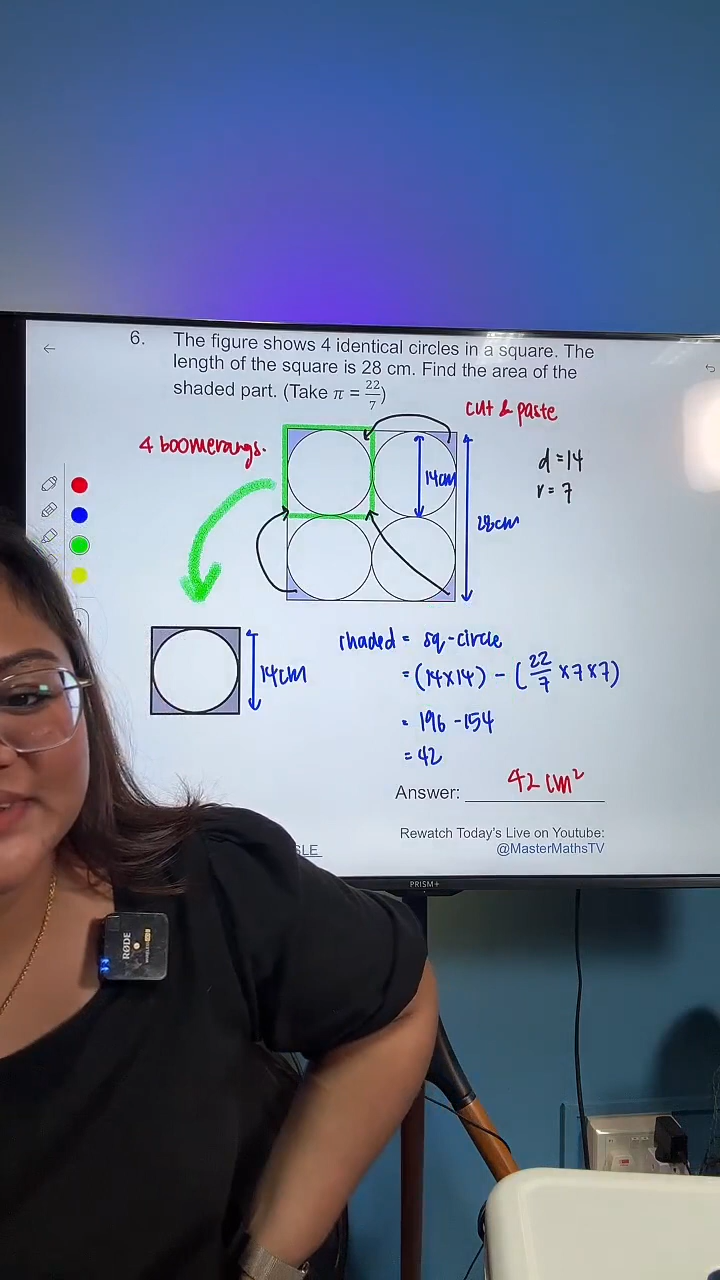 6. The figure shows 4 identical circles in a square. The
length of the square is 28 cm. Find the area of the
shaded part. (Take π = 22/7)
cut & paste
4 boomerangs.
d = 14
r = 7
14cm
28cm
14cm
shaded = sq - circle
= (14×14) - (22/7 ×7×7)
= 196 - 154
= 42
Answer: 42 cm²
Rewatch Today's Live on Youtube:
@MasterMathsTV
SLE
PRISM+
RØDE